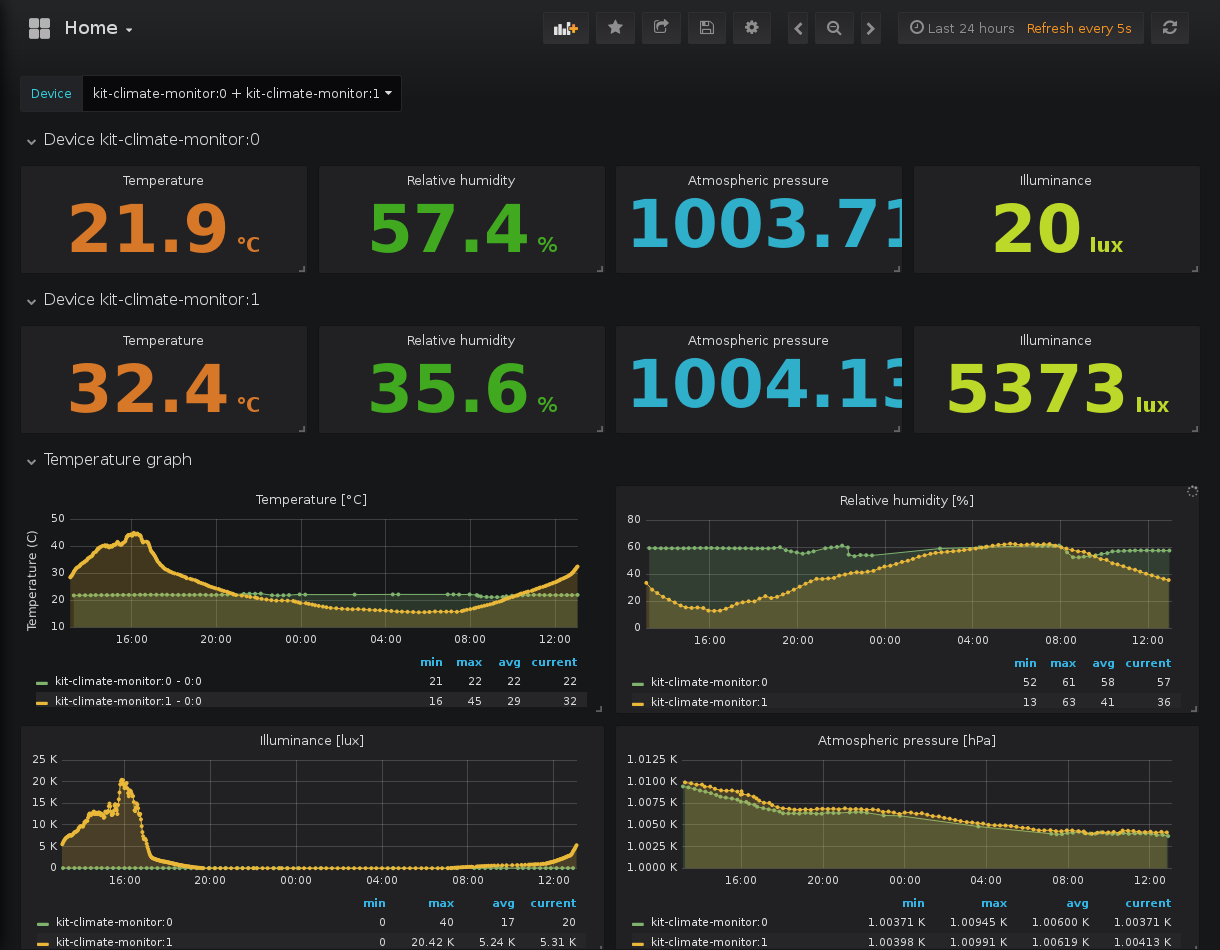 Home
Last 24 hours Refresh every 5s
Device kit-climate-monitor:0 + kit-climate-monitor:1
Device kit-climate-monitor:0
Temperature Relative humidity Atmospheric pressure Illuminance
21.9 °C 57.4 % 1003.71 20 lux
Device kit-climate-monitor:1
Temperature Relative humidity Atmospheric pressure Illuminance
32.4 °C 35.6 % 1004.13 5373 lux
Temperature graph
Temperature [°C]
Temperature (C)
50
40
30
20
10
16:00 20:00 00:00 04:00 08:00 12:00
min max avg current
kit-climate-monitor:0 - 0:0 21 22 22 22
kit-climate-monitor:1 - 0:0 16 45 29 32
Relative humidity [%]
80
60
40
20
0
16:00 20:00 00:00 04:00 08:00 12:00
min max avg current
kit-climate-monitor:0 52 61 58 57
kit-climate-monitor:1 13 63 41 36
Illuminance [lux]
25 K
20 K
15 K
10 K
5 K
0
16:00 20:00 00:00 04:00 08:00 12:00
min max avg current
kit-climate-monitor:0 0 40 17 20
kit-climate-monitor:1 0 20.42 K 5.24 K 5.31 K
Atmospheric pressure [hPa]
1.0125 K
1.0100 K
1.0075 K
1.0050 K
1.0025 K
1.0000 K
16:00 20:00 00:00 04:00 08:00 12:00
min max avg current
kit-climate-monitor:0 1.00371 K 1.00945 K 1.00600 K 1.00371 K
kit-climate-monitor:1 1.00398 K 1.00991 K 1.00619 K 1.00413 K